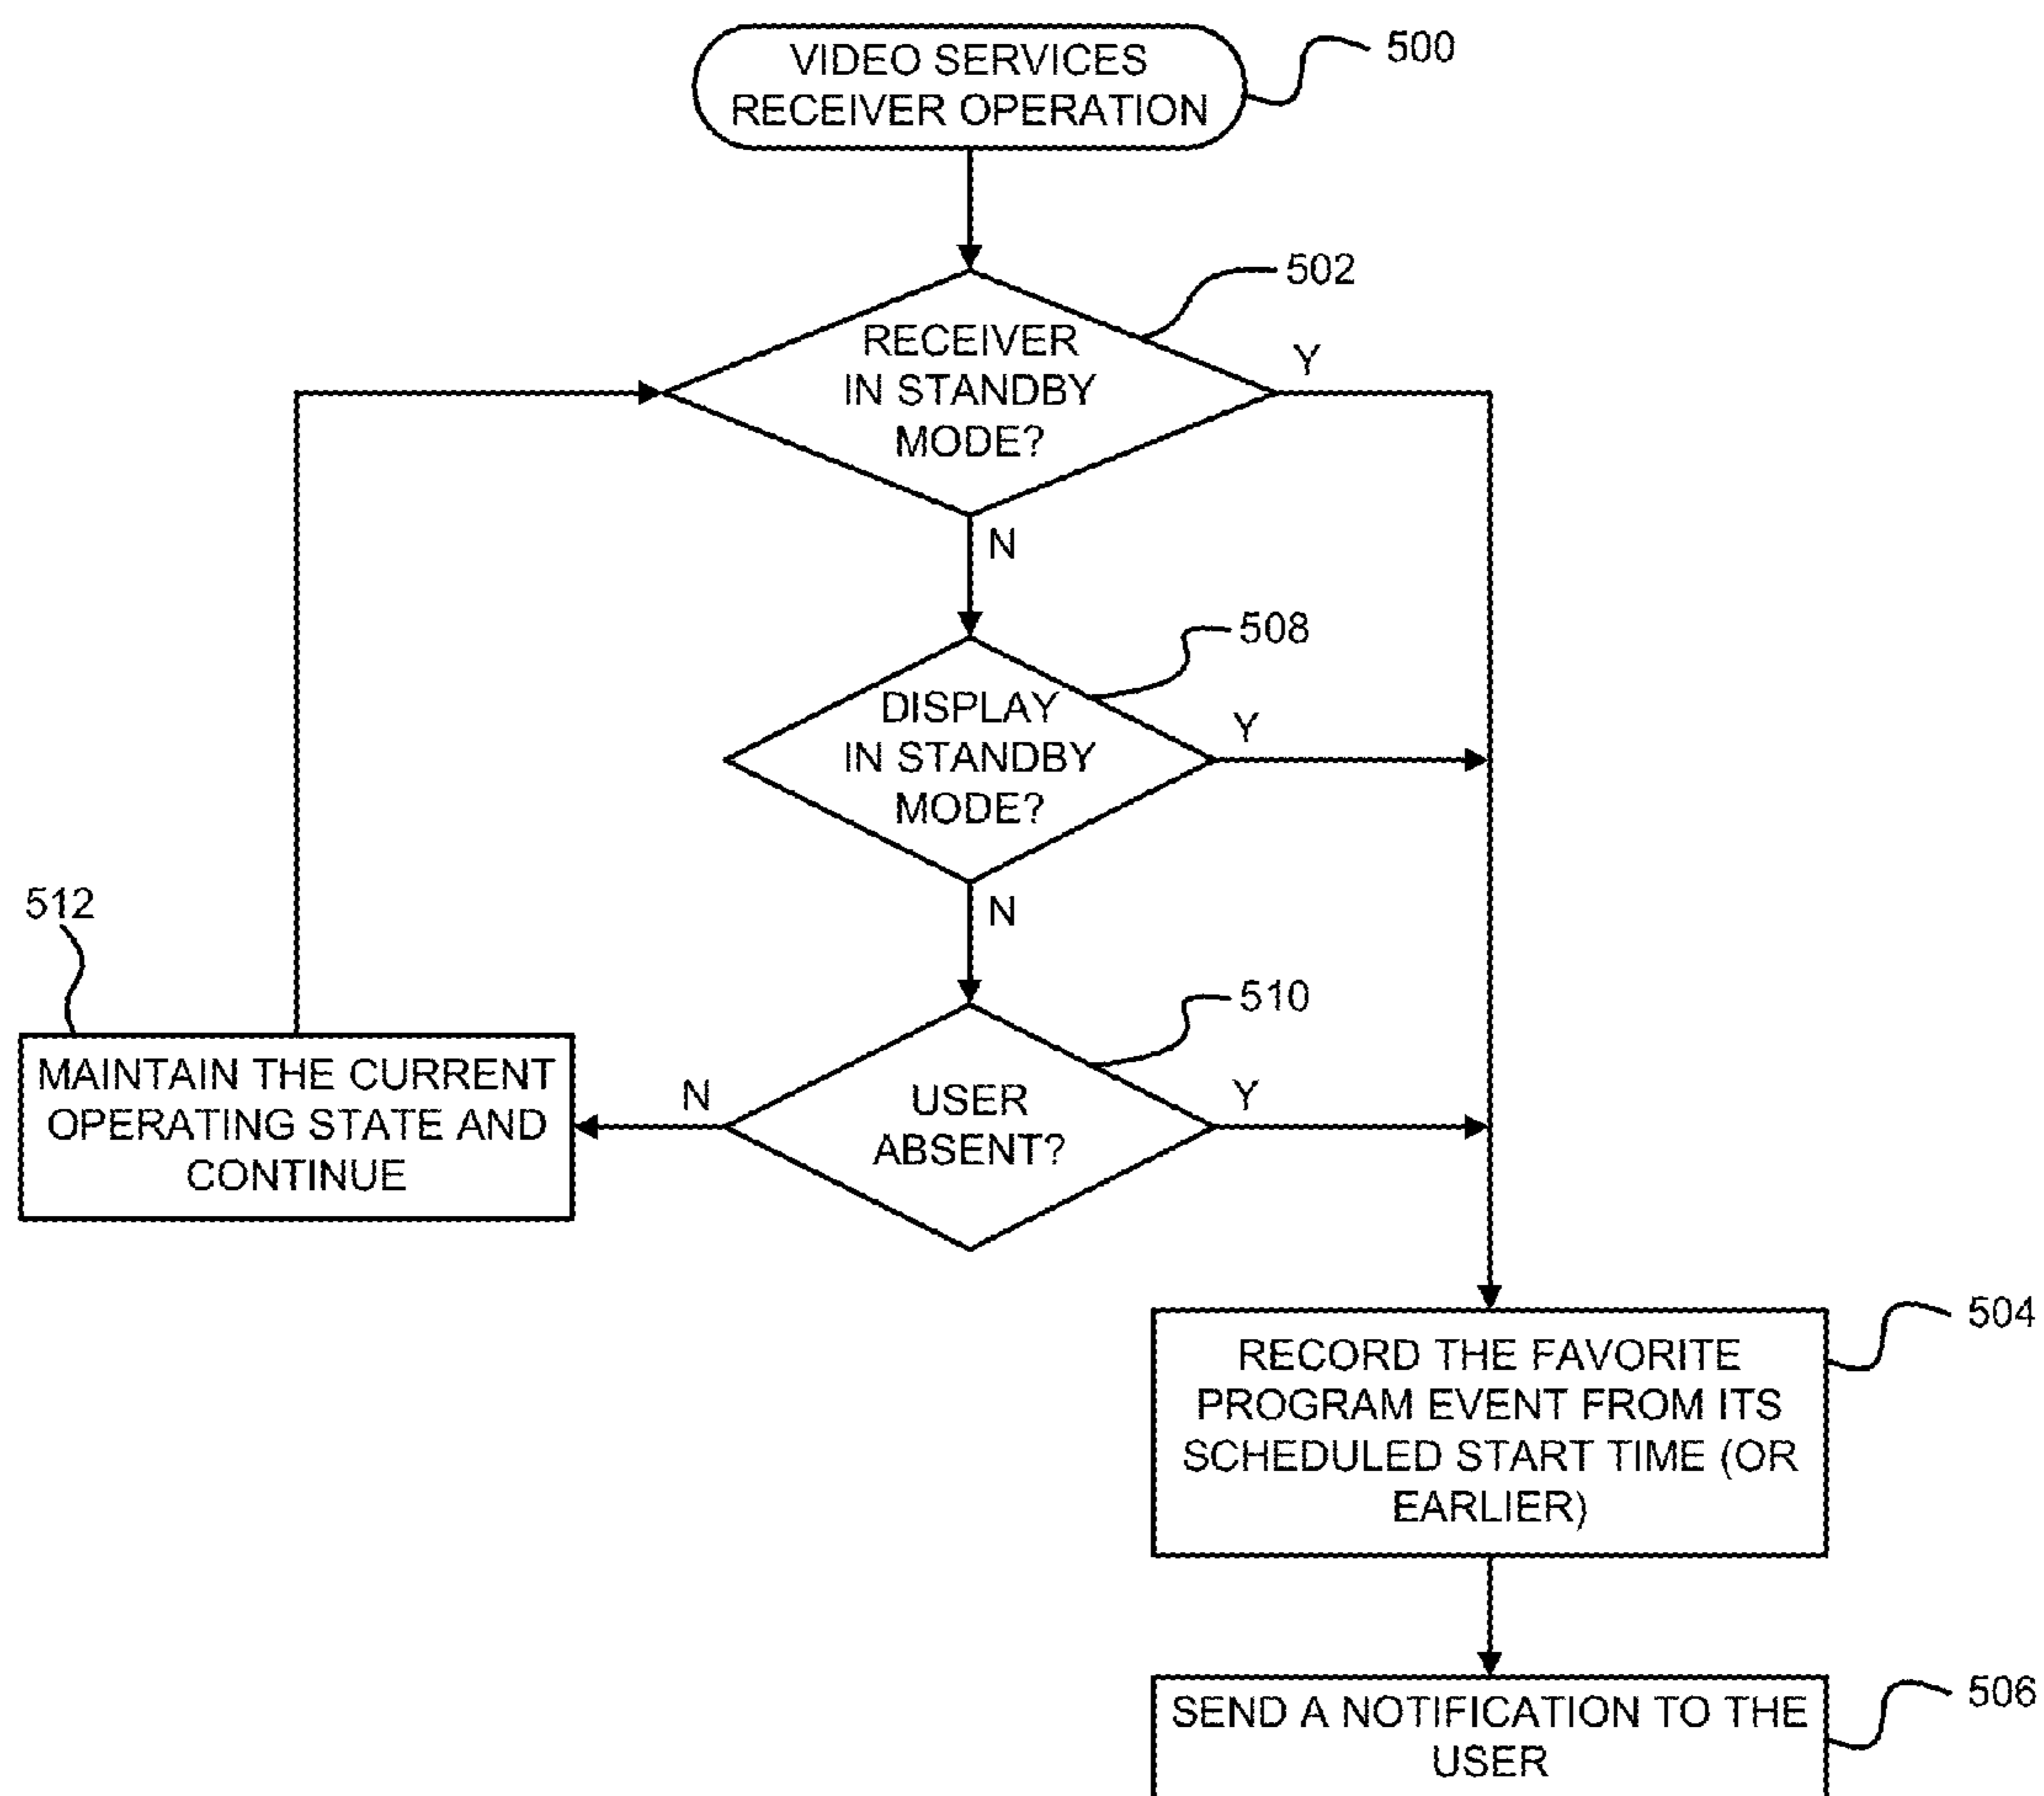 VIDEO SERVICES
RECEIVER OPERATION
500
502
RECEIVER
IN STANDBY
MODE?
Y
N
508
DISPLAY
IN STANDBY
MODE?
Y
N
512
510
MAINTAIN THE CURRENT
OPERATING STATE AND
CONTINUE
N
USER
ABSENT?
Y
504
RECORD THE FAVORITE
PROGRAM EVENT FROM ITS
SCHEDULED START TIME (OR
EARLIER)
506
SEND A NOTIFICATION TO THE
USER